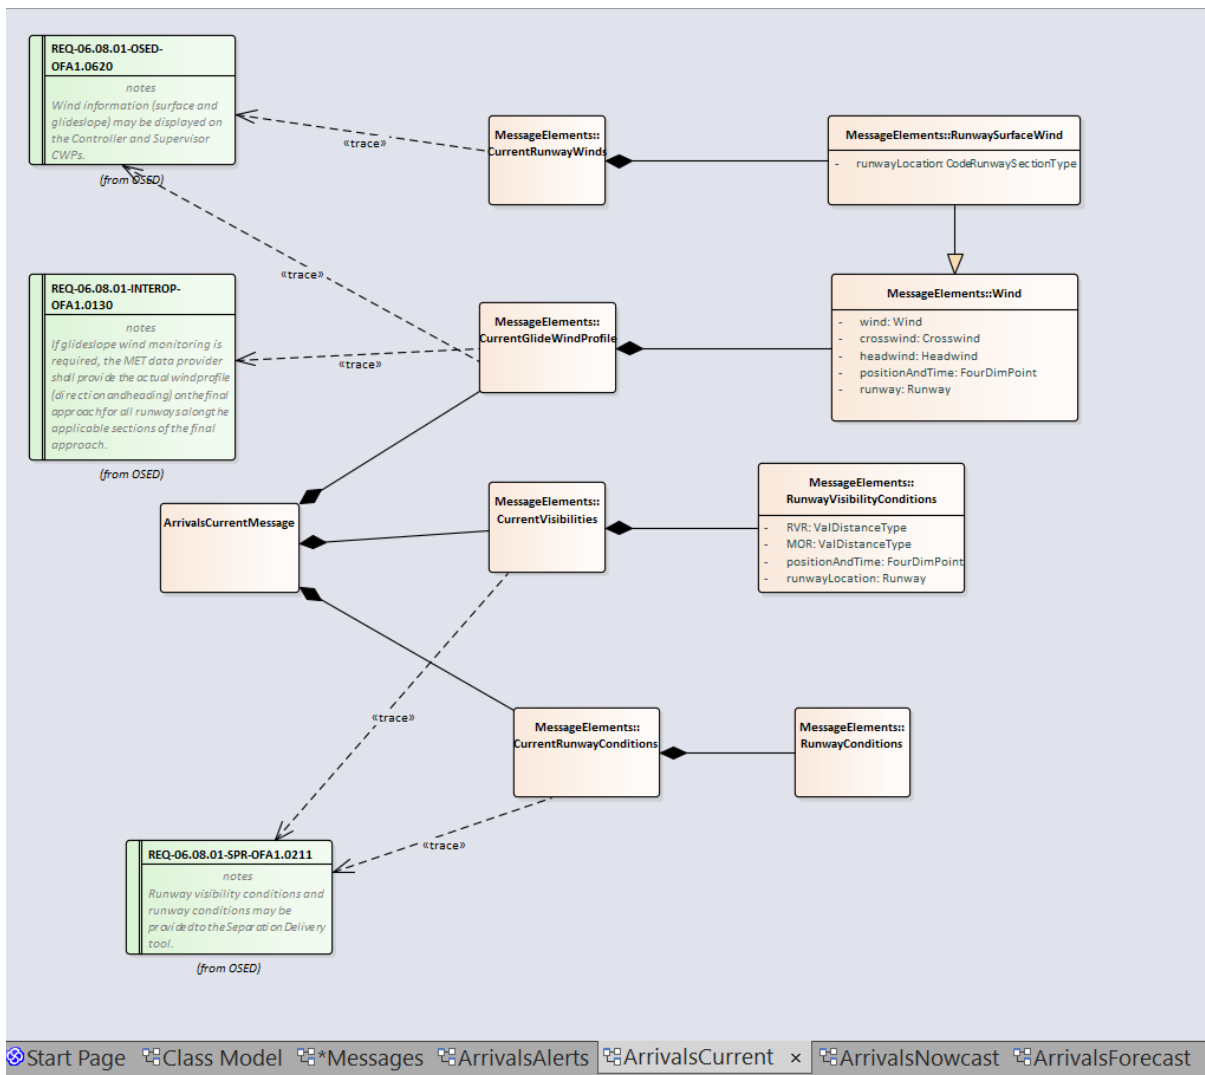 REQ-06.08.01-OSED-
OFA1.0620
notes
Wind information (surface and
glideslope) may be displayed on
the Controller and Supervisor
CWPs.
(from OSED)
«trace»
MessageElements::
CurrentRunwayWinds
MessageElements::RunwaySurfaceWind
- runwayLocation: CodeRunwaySectionType
«trace»
REQ-06.08.01-INTEROP-
OFA1.0130
notes
If glideslope wind monitoring is
required, the MET data provider
shall provide the actual windprofile
(direction andheading) onthefinal
approachfor all runwaysalongthe
applicable sections of the final
approach.
(from OSED)
«trace»
MessageElements::
CurrentGlideWindProfile
MessageElements::Wind
- wind: Wind
- crosswind: Crosswind
- headwind: Headwind
- positionAndTime: FourDimPoint
- runway: Runway
ArrivalsCurrentMessage
MessageElements::
CurrentVisibilities
MessageElements::
RunwayVisibilityConditions
- RVR: ValDistanceType
- MOR: ValDistanceType
- positionAndTime: FourDimPoint
- runwayLocation: Runway
«trace»
MessageElements::
CurrentRunwayConditions
MessageElements::
RunwayConditions
«trace»
REQ-06.08.01-SPR-OFA1.0211
notes
Runway visibility conditions and
runway conditions may be
providedtothe Separation Delivery
tool.
(from OSED)
Start Page Class Model *Messages ArrivalsAlerts ArrivalsCurrent × ArrivalsNowcast ArrivalsForecast